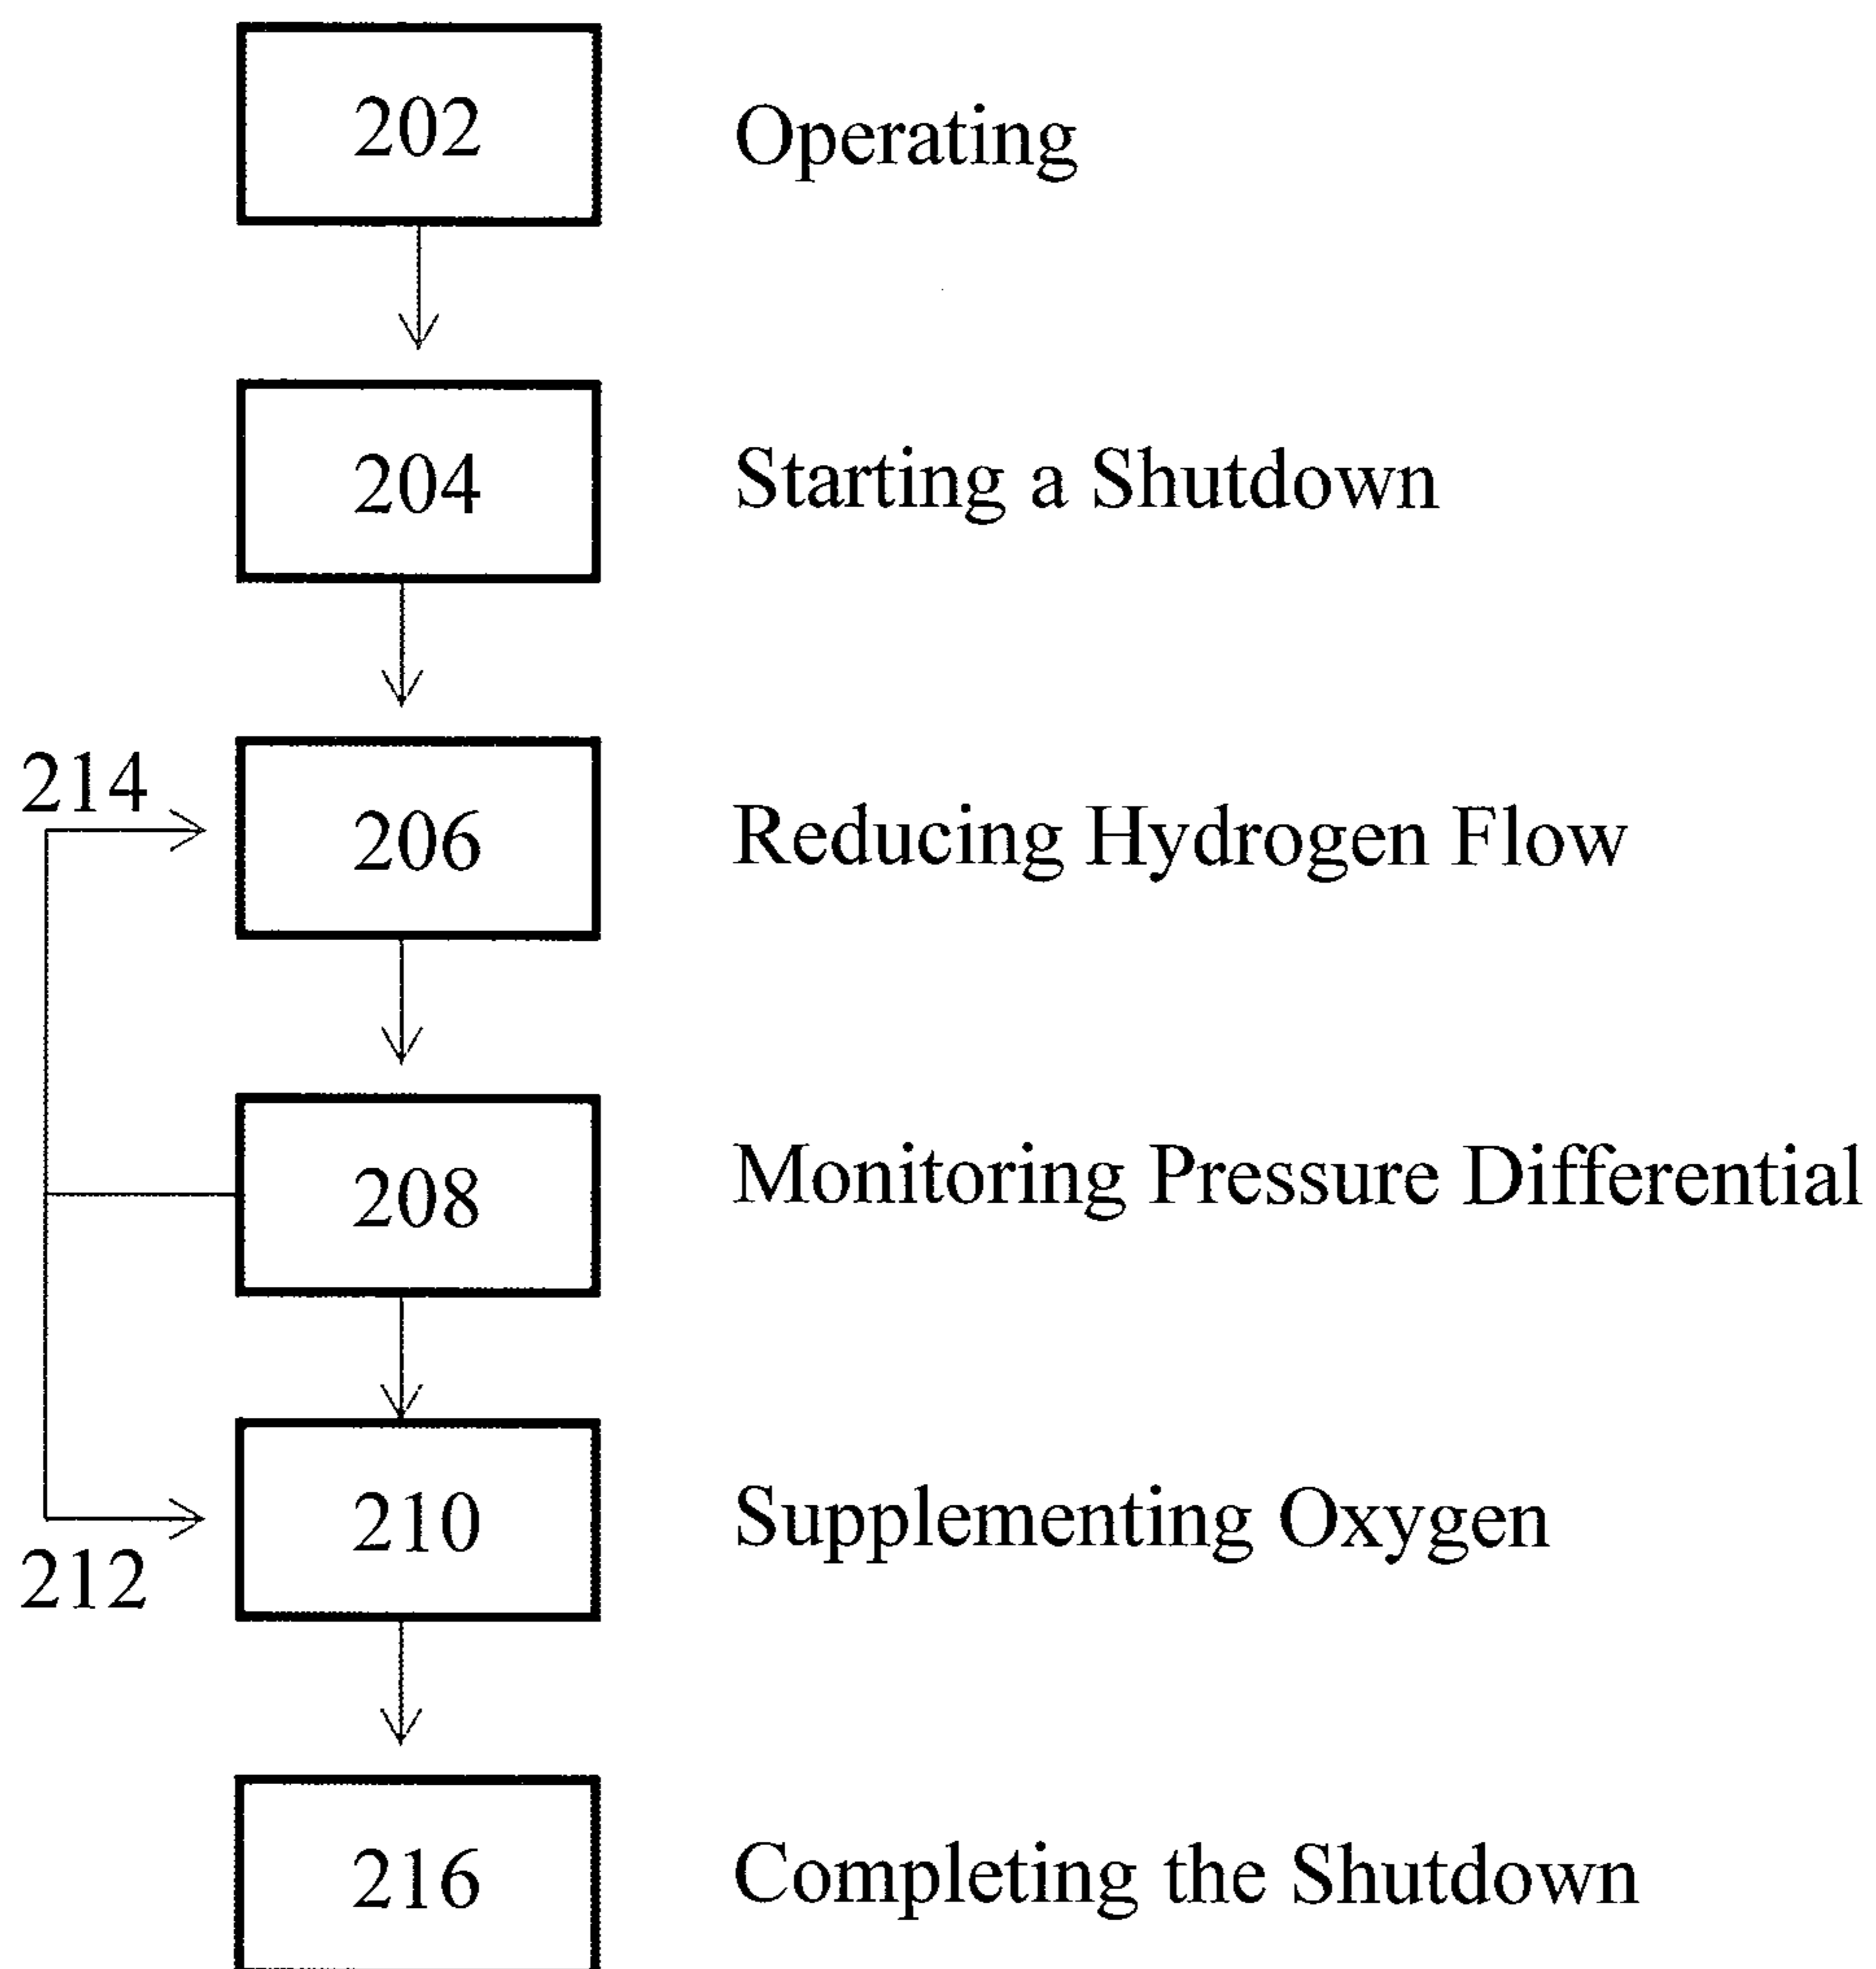 202 Operating
204 Starting a Shutdown
214
206 Reducing Hydrogen Flow
208 Monitoring Pressure Differential
210 Supplementing Oxygen
212
216 Completing the Shutdown